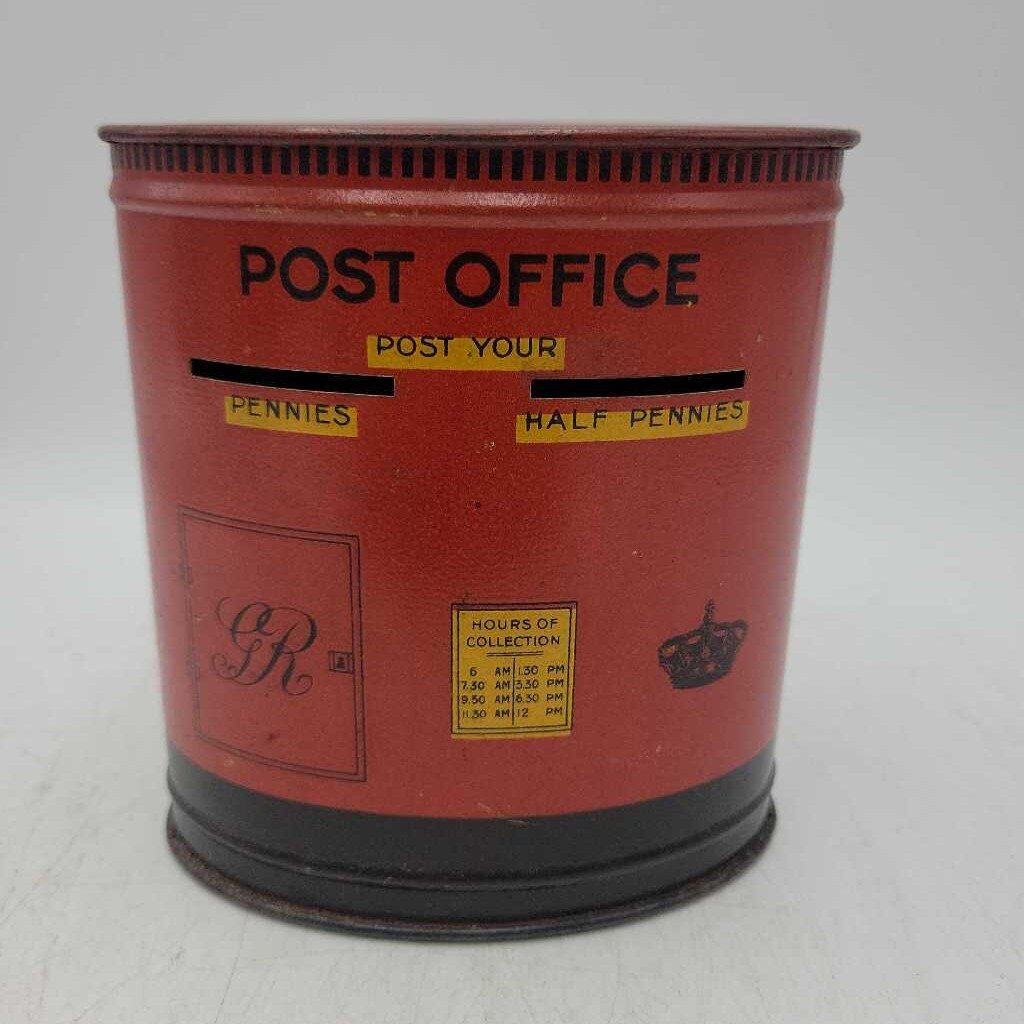 POST OFFICE
POST YOUR
PENNIES HALF PENNIES
GR
HOURS OF
COLLECTION
6 AM 1.30 PM
7.30 AM 3.30 PM
9.30 AM 6.30 PM
11.30 AM 12 PM